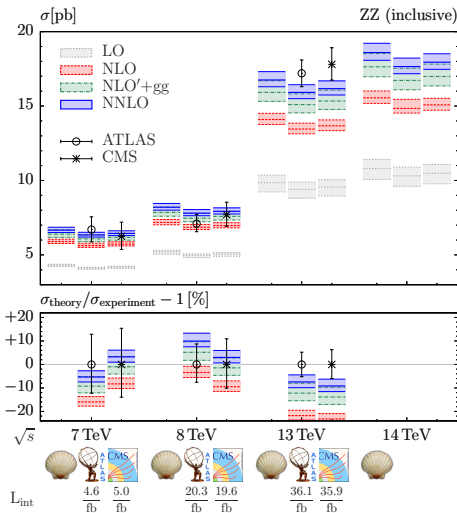 σ[pb] ZZ (inclusive)
20
LO
NLO
NLO′+gg
NNLO
15
ATLAS
CMS
10
5
σtheory/σexperiment − 1 [%]
+20
+10
0
−10
−20
√s 7 TeV 8 TeV 13 TeV 14 TeV
ATLAS CMS ATLAS CMS ATLAS CMS
Lint 4.6/fb 5.0/fb 20.3/fb 19.6/fb 36.1/fb 35.9/fb